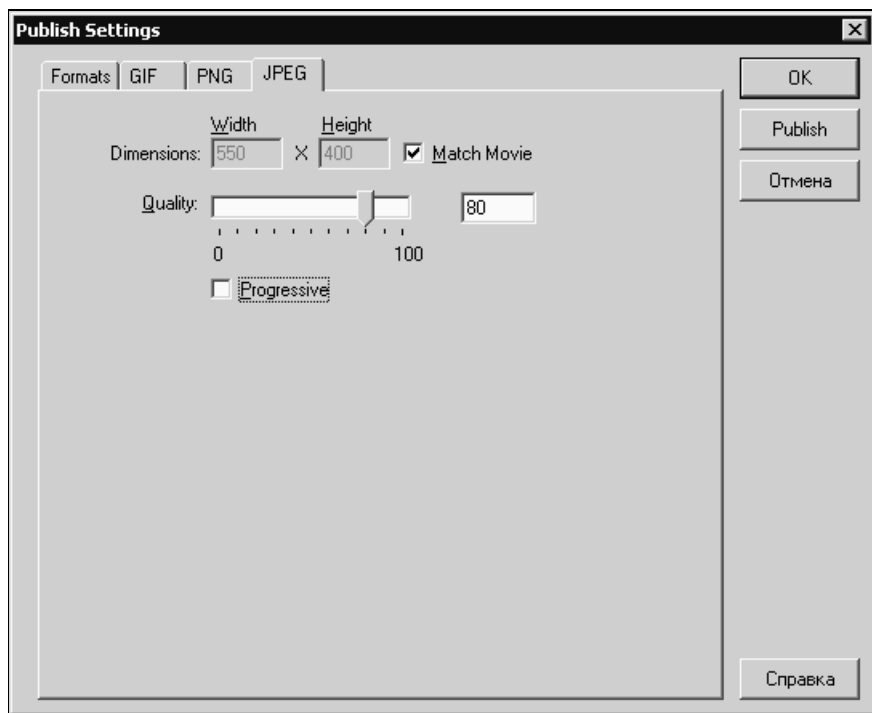 Publish Settings
Formats GIF PNG JPEG
OK
Width Height
Dimensions: 550 X 400 Match Movie
Publish
Отмена
Quality: 80
0 100
Progressive
Справка